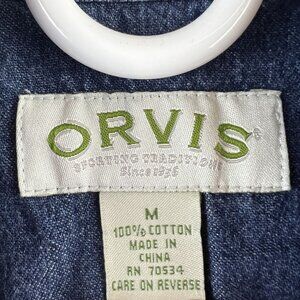 ORVIS®
SPORTING TRADITIONS
Since 1856
M
100% COTTON
MADE IN
CHINA
RN 70534
CARE ON REVERSE